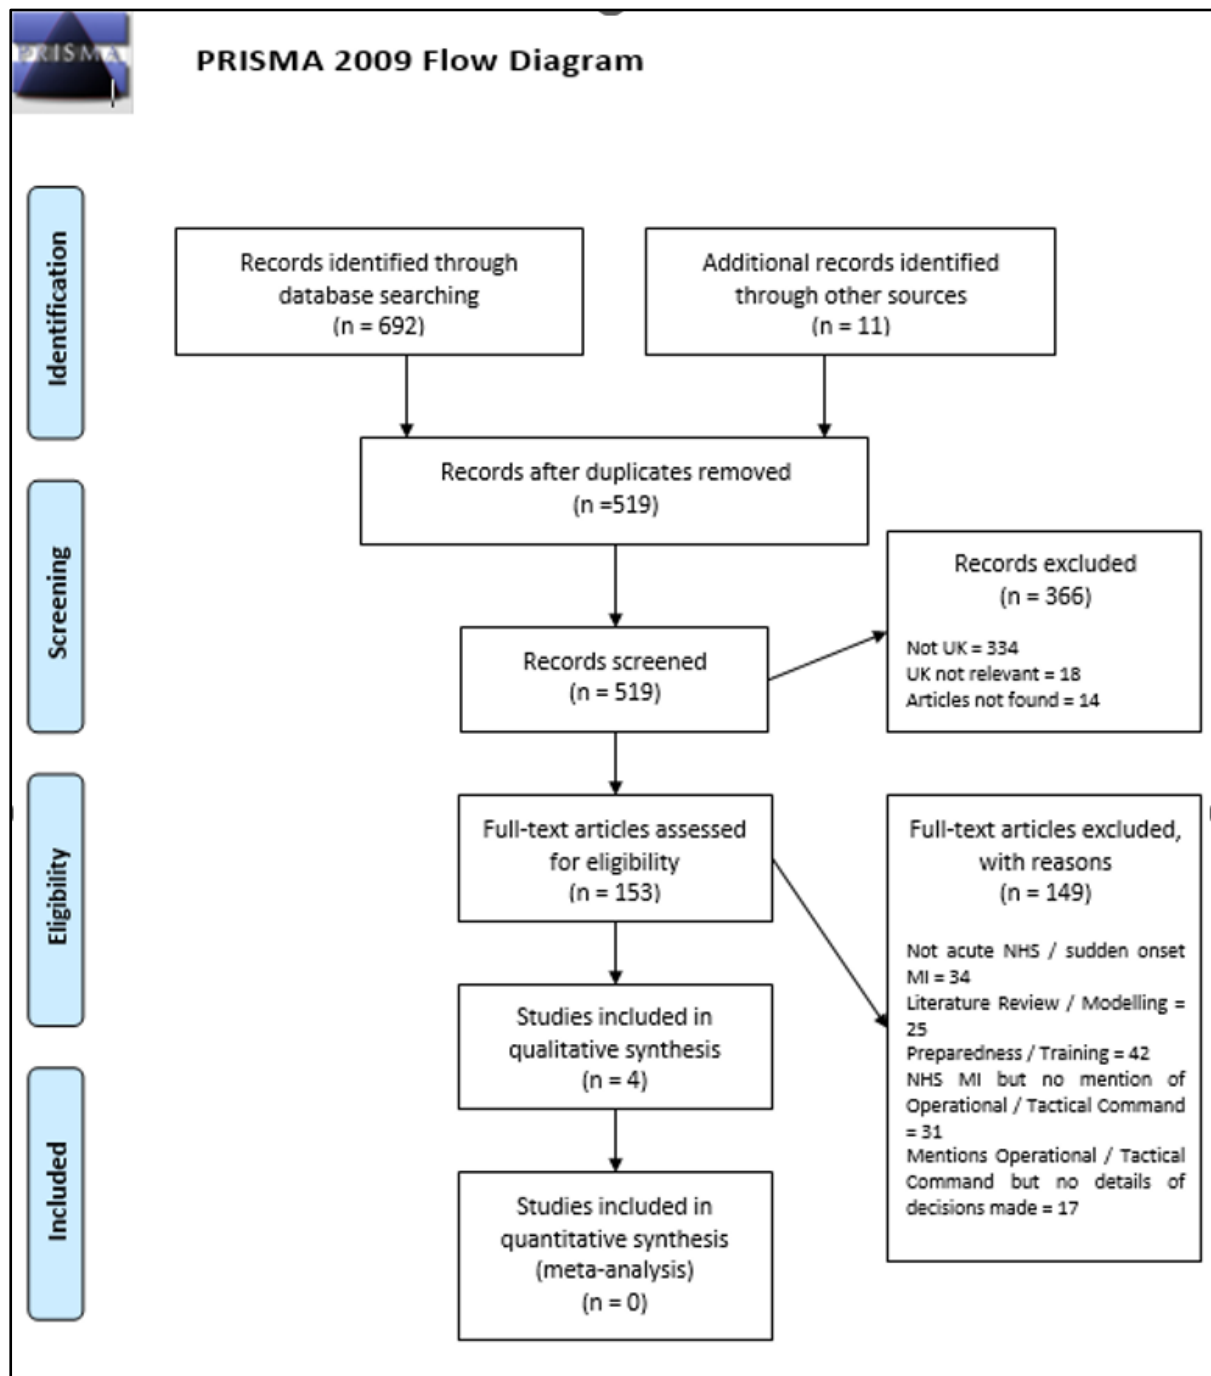 PRISMA
PRISMA 2009 Flow Diagram
Identification
Records identified through
database searching
(n = 692)
Additional records identified
through other sources
(n = 11)
Records after duplicates removed
(n =519)
Screening
Records screened
(n = 519)
Records excluded
(n = 366)
Not UK = 334
UK not relevant = 18
Articles not found = 14
Eligibility
Full-text articles assessed
for eligibility
(n = 153)
Full-text articles excluded,
with reasons
(n = 149)
Not acute NHS / sudden onset
MI = 34
Literature Review / Modelling =
25
Preparedness / Training = 42
NHS MI but no mention of
Operational / Tactical Command
= 31
Mentions Operational / Tactical
Command but no details of
decisions made = 17
Studies included in
qualitative synthesis
(n = 4)
Included
Studies included in
quantitative synthesis
(meta-analysis)
(n = 0)